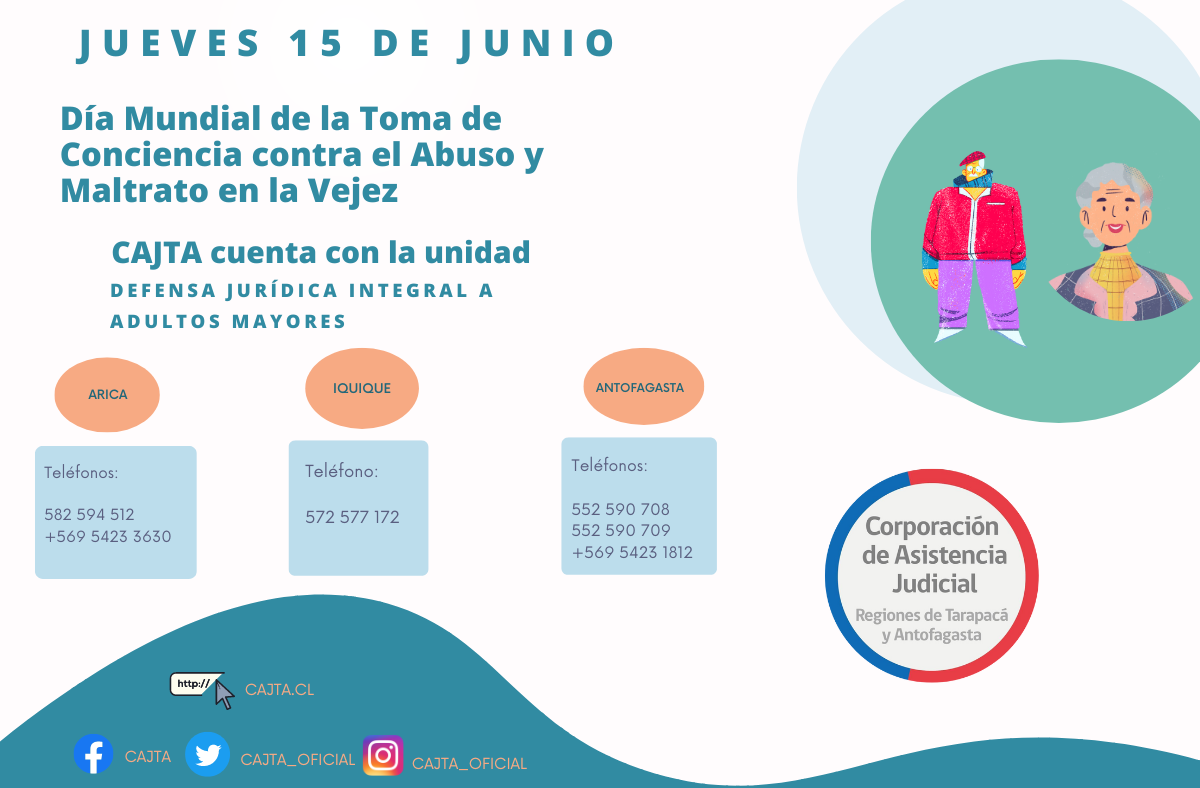 JUEVES 15 DE JUNIO
Día Mundial de la Toma de
Conciencia contra el Abuso y
Maltrato en la Vejez
CAJTA cuenta con la unidad
DEFENSA JURÍDICA INTEGRAL A
ADULTOS MAYORES
ARICA
Teléfonos:
582 594 512
+569 5423 3630
IQUIQUE
Teléfono:
572 577 172
ANTOFAGASTA
Teléfonos:
552 590 708
552 590 709
+569 5423 1812
Corporación
de Asistencia
Judicial
Regiones de Tarapacá
y Antofagasta
http://
CAJTA.CL
CAJTA
CAJTA_OFICIAL
CAJTA_OFICIAL